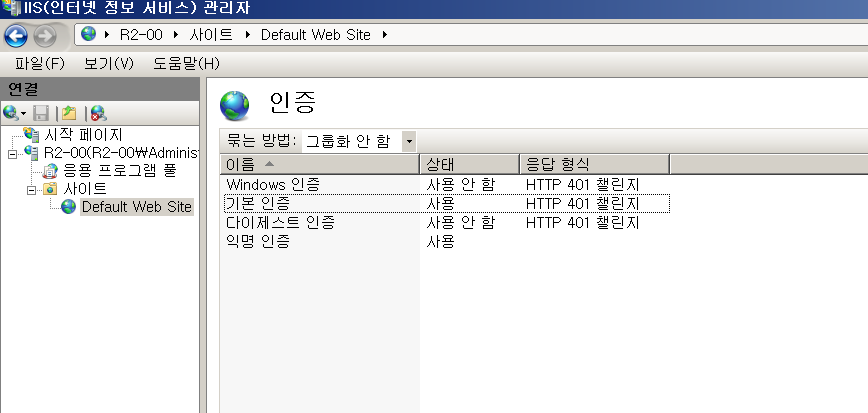 IIS(인터넷 정보 서비스) 관리자
R2-00 사이트 Default Web Site
파일(F) 보기(V) 도움말(H)
연결
시작 페이지
R2-00(R2-00₩Adminis
응용 프로그램 풀
사이트
Default Web Site
인증
묶는 방법: 그룹화 안 함
이름 상태 응답 형식
Windows 인증 사용 안 함 HTTP 401 챌린지
기본 인증 사용 HTTP 401 챌린지
다이제스트 인증 사용 안 함 HTTP 401 챌린지
익명 인증 사용